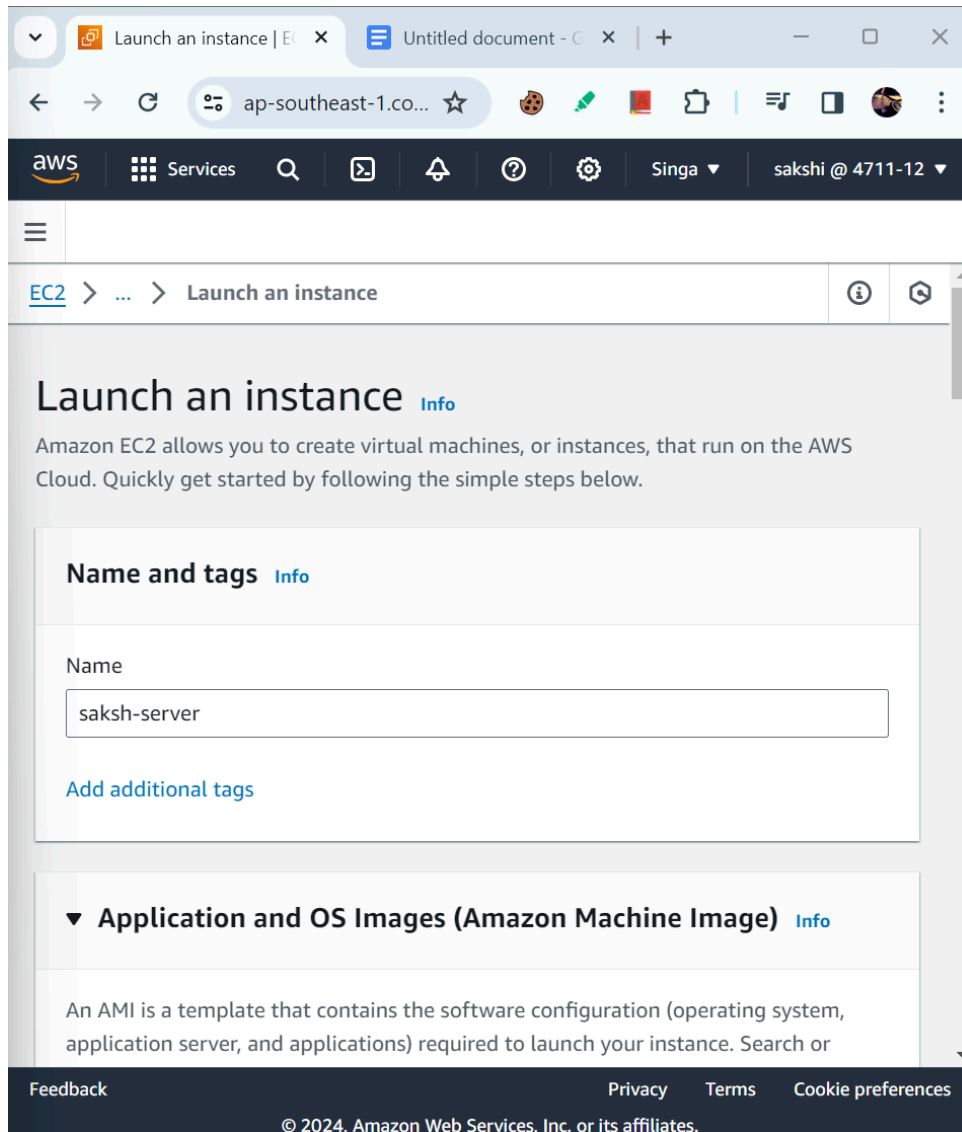 Launch an instance | EC
Untitled document - G
ap-southeast-1.co...
aws
Services
Singa
sakshi @ 4711-12
EC2 > ... > Launch an instance
Launch an instance Info
Amazon EC2 allows you to create virtual machines, or instances, that run on the AWS
Cloud. Quickly get started by following the simple steps below.
Name and tags Info
Name
saksh-server
Add additional tags
Application and OS Images (Amazon Machine Image) Info
An AMI is a template that contains the software configuration (operating system,
application server, and applications) required to launch your instance. Search or
Feedback Privacy Terms Cookie preferences
© 2024, Amazon Web Services, Inc. or its affiliates.